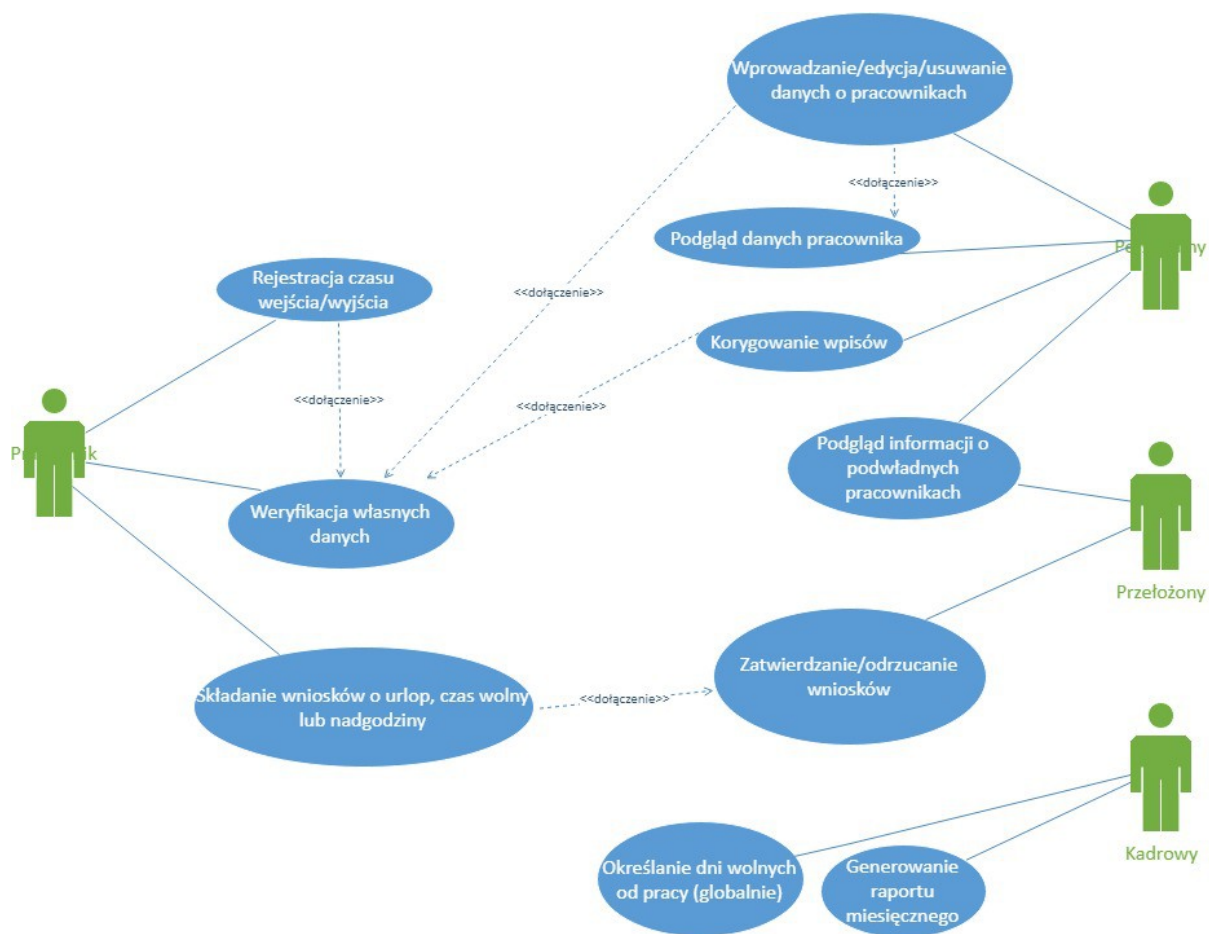 Wprowadzanie/edycja/usuwanie
danych o pracownikach
<<dołączenie>>
Podgląd danych pracownika
Rejestracja czasu
wejścia/wyjścia
<<dołączenie>>
Korygowanie wpisów
<<dołączenie>>
<<dołączenie>>
Podgląd informacji o
podwładnych
pracownikach
Weryfikacja własnych
danych
Przełożony
Składanie wniosków o urlop, czas wolny
lub nadgodziny
<<dołączenie>>
Zatwierdzanie/odrzucanie
wniosków
Określanie dni wolnych
od pracy (globalnie)
Generowanie
raportu
miesięcznego
Kadrowy